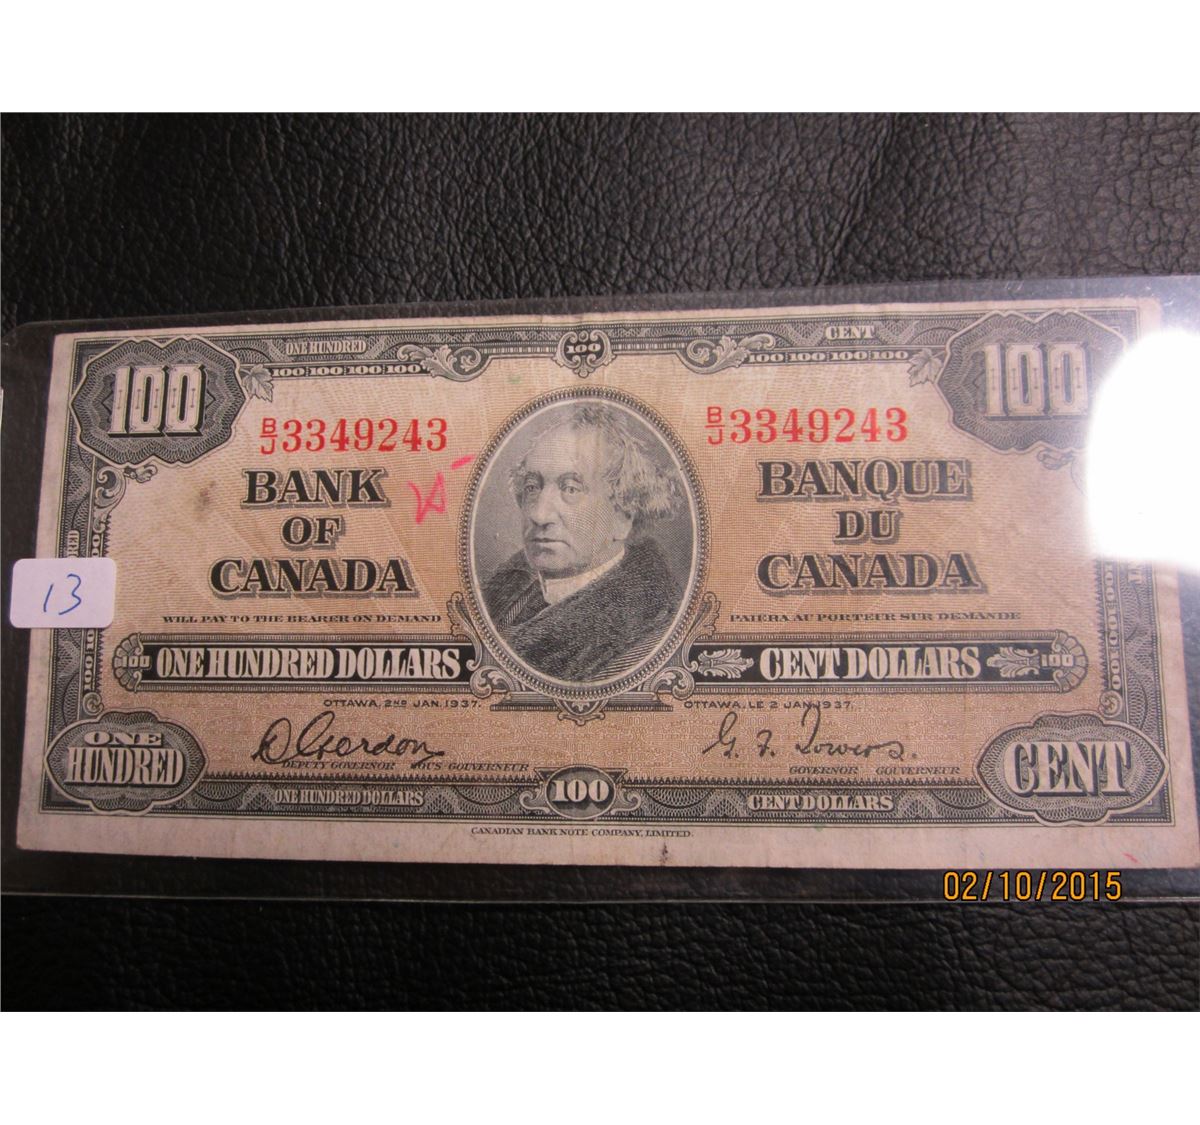 ONE HUNDRED 100 CENT
100·100·100·100 100 100 100 100
100 100
B/J 3349243 B/J 3349243
BANK OF CANADA
BANQUE DU CANADA
13
WILL PAY TO THE BEARER ON DEMAND
PAIERA AU PORTEUR SUR DEMANDE
100 ONE HUNDRED DOLLARS
CENT DOLLARS 100
OTTAWA, 2ND JAN. 1937.
OTTAWA, LE 2 JAN. 1937.
D Gordon
G. F. Towers.
DEPUTY GOVERNOR SOUS GOUVERNEUR
GOVERNOR GOUVERNEUR
ONE HUNDRED
CENT
ONE HUNDRED DOLLARS 100 CENT DOLLARS
CANADIAN BANK NOTE COMPANY, LIMITED.
02/10/2015